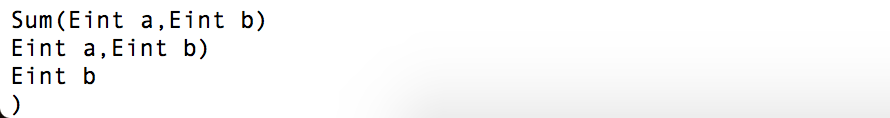 Sum(Eint a,Eint b)
Eint a,Eint b)
Eint b
)